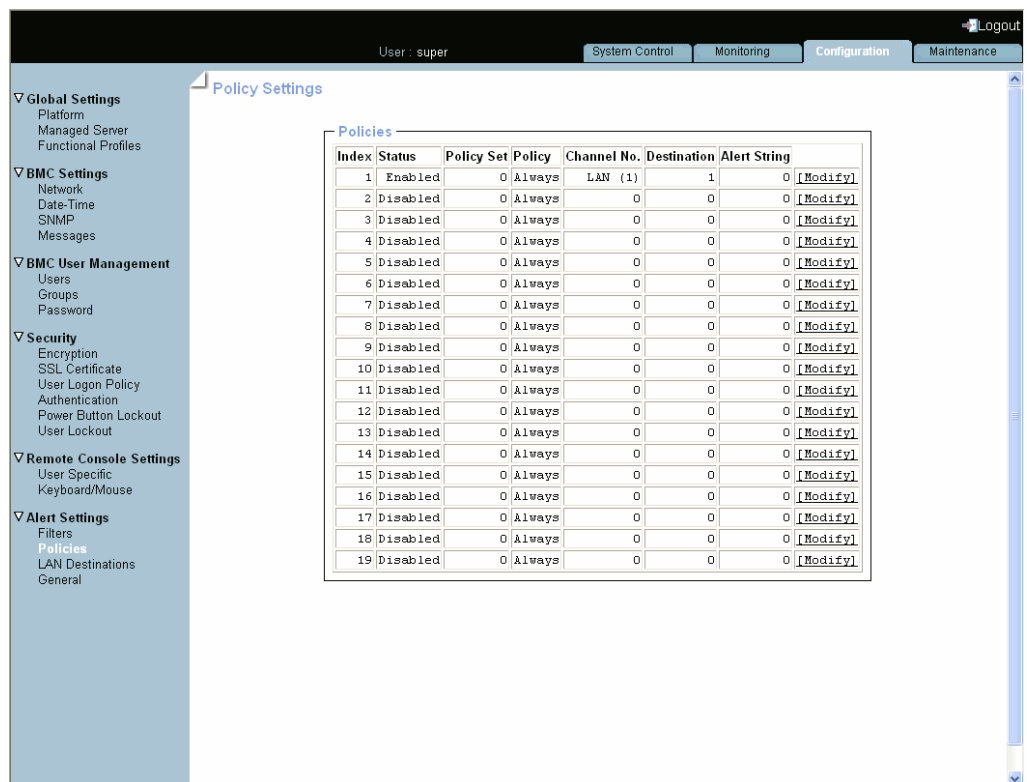 Logout
User : super
System Control Monitoring Configuration Maintenance
Global Settings
Platform
Managed Server
Functional Profiles
BMC Settings
Network
Date-Time
SNMP
Messages
BMC User Management
Users
Groups
Password
Security
Encryption
SSL Certificate
User Logon Policy
Authentication
Power Button Lockout
User Lockout
Remote Console Settings
User Specific
Keyboard/Mouse
Alert Settings
Filters
Policies
LAN Destinations
General
Policy Settings
Policies
Index Status Policy Set Policy Channel No. Destination Alert String
1 Enabled 0 Always LAN (1) 1 0 [Modify]
2 Disabled 0 Always 0 0 0 [Modify]
3 Disabled 0 Always 0 0 0 [Modify]
4 Disabled 0 Always 0 0 0 [Modify]
5 Disabled 0 Always 0 0 0 [Modify]
6 Disabled 0 Always 0 0 0 [Modify]
7 Disabled 0 Always 0 0 0 [Modify]
8 Disabled 0 Always 0 0 0 [Modify]
9 Disabled 0 Always 0 0 0 [Modify]
10 Disabled 0 Always 0 0 0 [Modify]
11 Disabled 0 Always 0 0 0 [Modify]
12 Disabled 0 Always 0 0 0 [Modify]
13 Disabled 0 Always 0 0 0 [Modify]
14 Disabled 0 Always 0 0 0 [Modify]
15 Disabled 0 Always 0 0 0 [Modify]
16 Disabled 0 Always 0 0 0 [Modify]
17 Disabled 0 Always 0 0 0 [Modify]
18 Disabled 0 Always 0 0 0 [Modify]
19 Disabled 0 Always 0 0 0 [Modify]